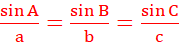 sin A / a = sin B / b = sin C / c